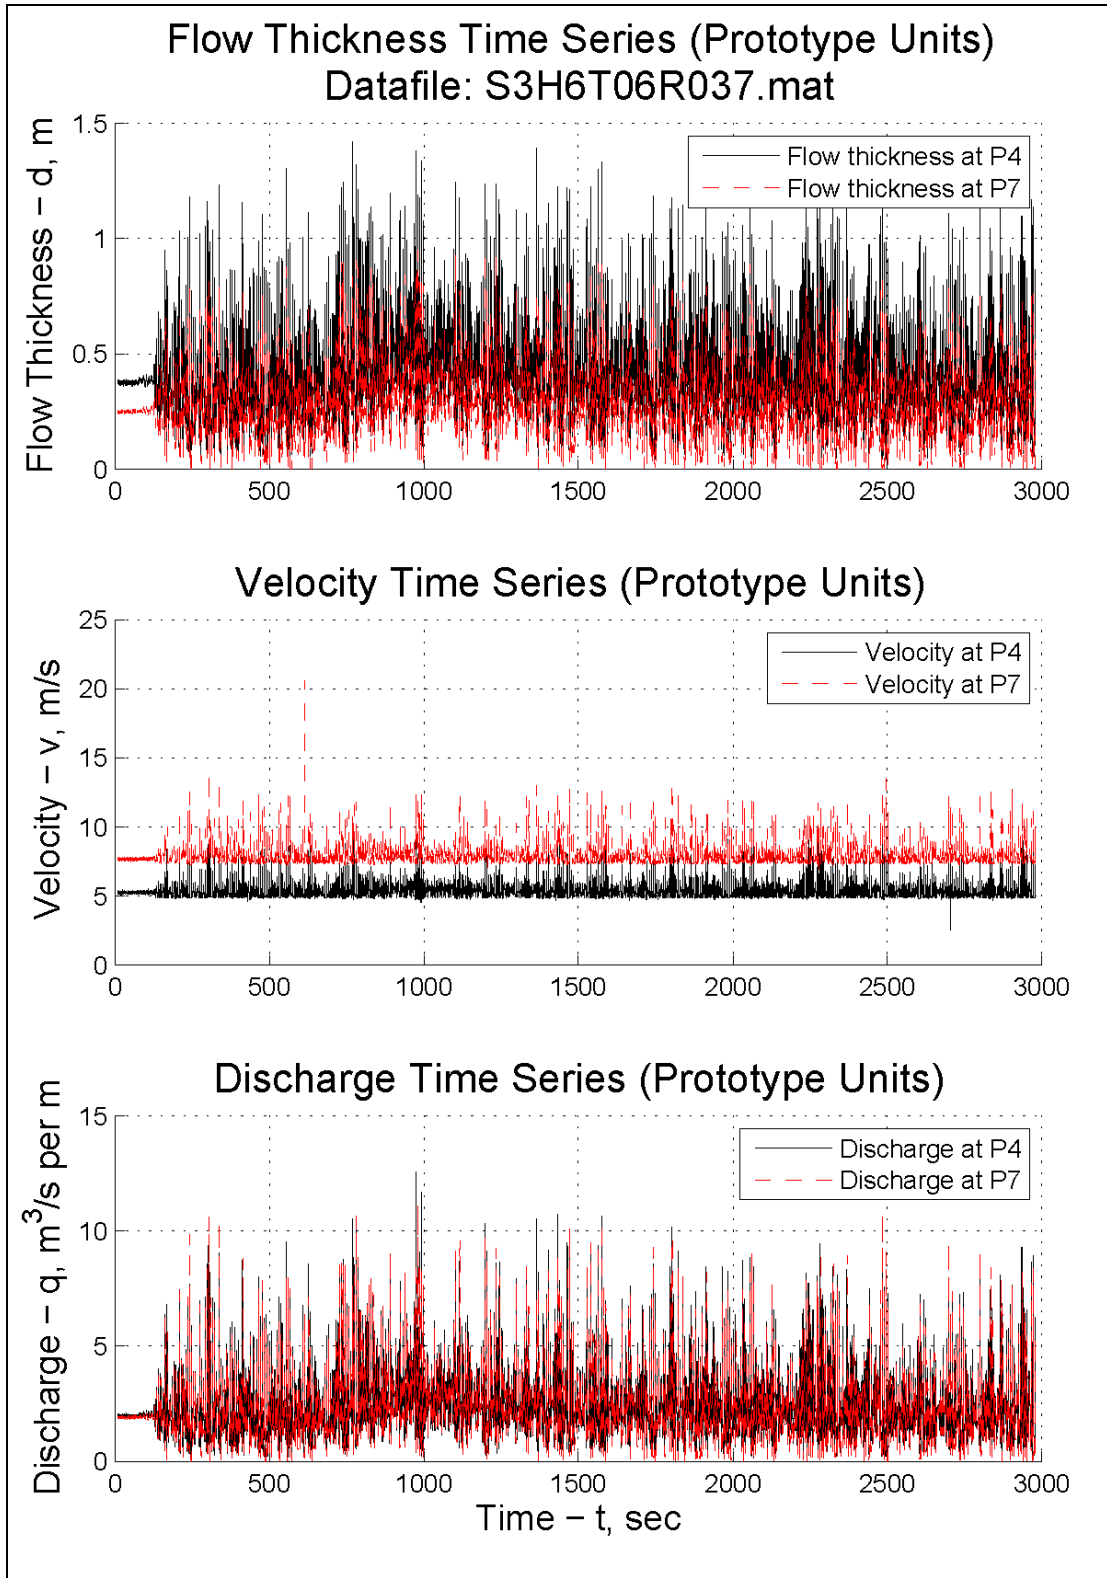 Flow Thickness Time Series (Prototype Units)
Datafile: S3H6T06R037.mat
Flow Thickness – d, m
1.5
1
0.5
0
Flow thickness at P4
Flow thickness at P7
0 500 1000 1500 2000 2500 3000
Velocity Time Series (Prototype Units)
Velocity – v, m/s
25
20
15
10
5
0
Velocity at P4
Velocity at P7
0 500 1000 1500 2000 2500 3000
Discharge Time Series (Prototype Units)
Discharge – q, m³/s per m
15
10
5
0
Discharge at P4
Discharge at P7
0 500 1000 1500 2000 2500 3000
Time – t, sec